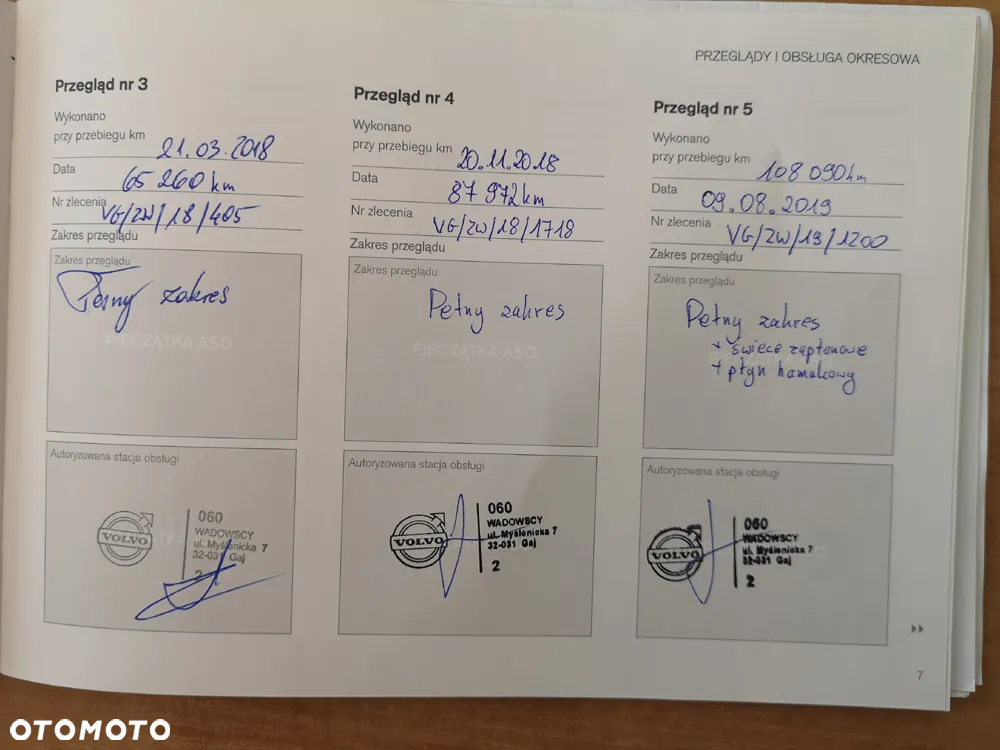 PRZEGLĄDY I OBSŁUGA OKRESOWA
Przegląd nr 3
Wykonano
przy przebiegu km 21.03.2018
Data 65 260 km
Nr zlecenia VG/ZW/18/405
Zakres przeglądu
Zakres przeglądu
Pełny zakres
PIECZĄTKA ASO
Autoryzowana stacja obsługi
VOLVO
060
WADOWSCY
ul. Myślenicka 7
32-031 Gaj
2
Przegląd nr 4
Wykonano
przy przebiegu km 20.11.2018
Data 87 972 km
Nr zlecenia VG/ZW/18/1718
Zakres przeglądu
Zakres przeglądu
Pełny zakres
PIECZĄTKA ASO
Autoryzowana stacja obsługi
VOLVO
060
WADOWSCY
ul. Myślenicka 7
32-031 Gaj
2
Przegląd nr 5
Wykonano
przy przebiegu km 108 090 km
Data 09.08.2019
Nr zlecenia VG/ZW/19/1200
Zakres przeglądu
Zakres przeglądu
Pełny zakres
+ świece zapłonowe
+ płyn hamulcowy
Autoryzowana stacja obsługi
VOLVO
060
WADOWSCY
ul. Myślenicka 7
32-031 Gaj
2
7
OTOMOTO